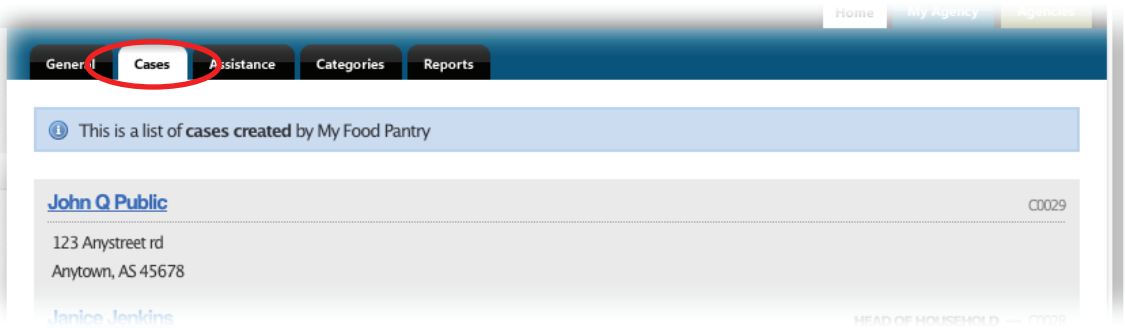 Home My Agency Agencies
General Cases Assistance Categories Reports
This is a list of cases created by My Food Pantry
John Q Public C0029
123 Anystreet rd
Anytown, AS 45678
Janice Jenkins HEAD OF HOUSEHOLD — C0028